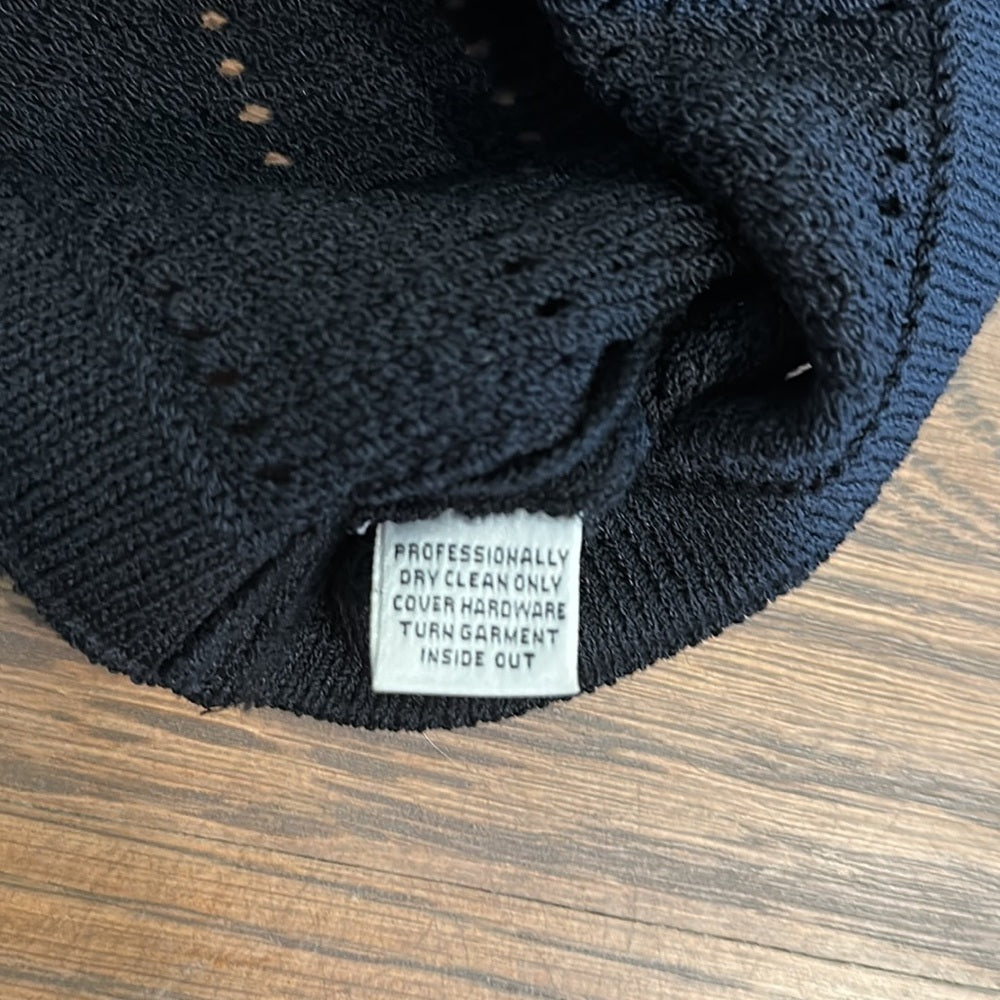 PROFESSIONALLY
DRY CLEAN ONLY
COVER HARDWARE
TURN GARMENT
INSIDE OUT